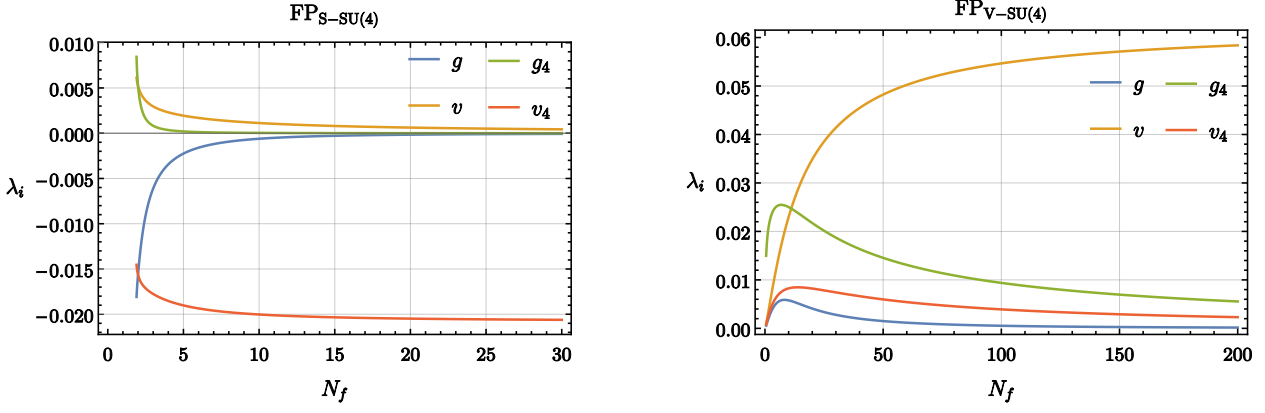 FP_S−SU(4)
0.010
0.005
0.000
−0.005
−0.010
−0.015
−0.020
λ_i
0 5 10 15 20 25 30
N_f
g g_4
v v_4
FP_V−SU(4)
0.06
0.05
0.04
0.03
0.02
0.01
0.00
λ_i
0 50 100 150 200
N_f
g g_4
v v_4